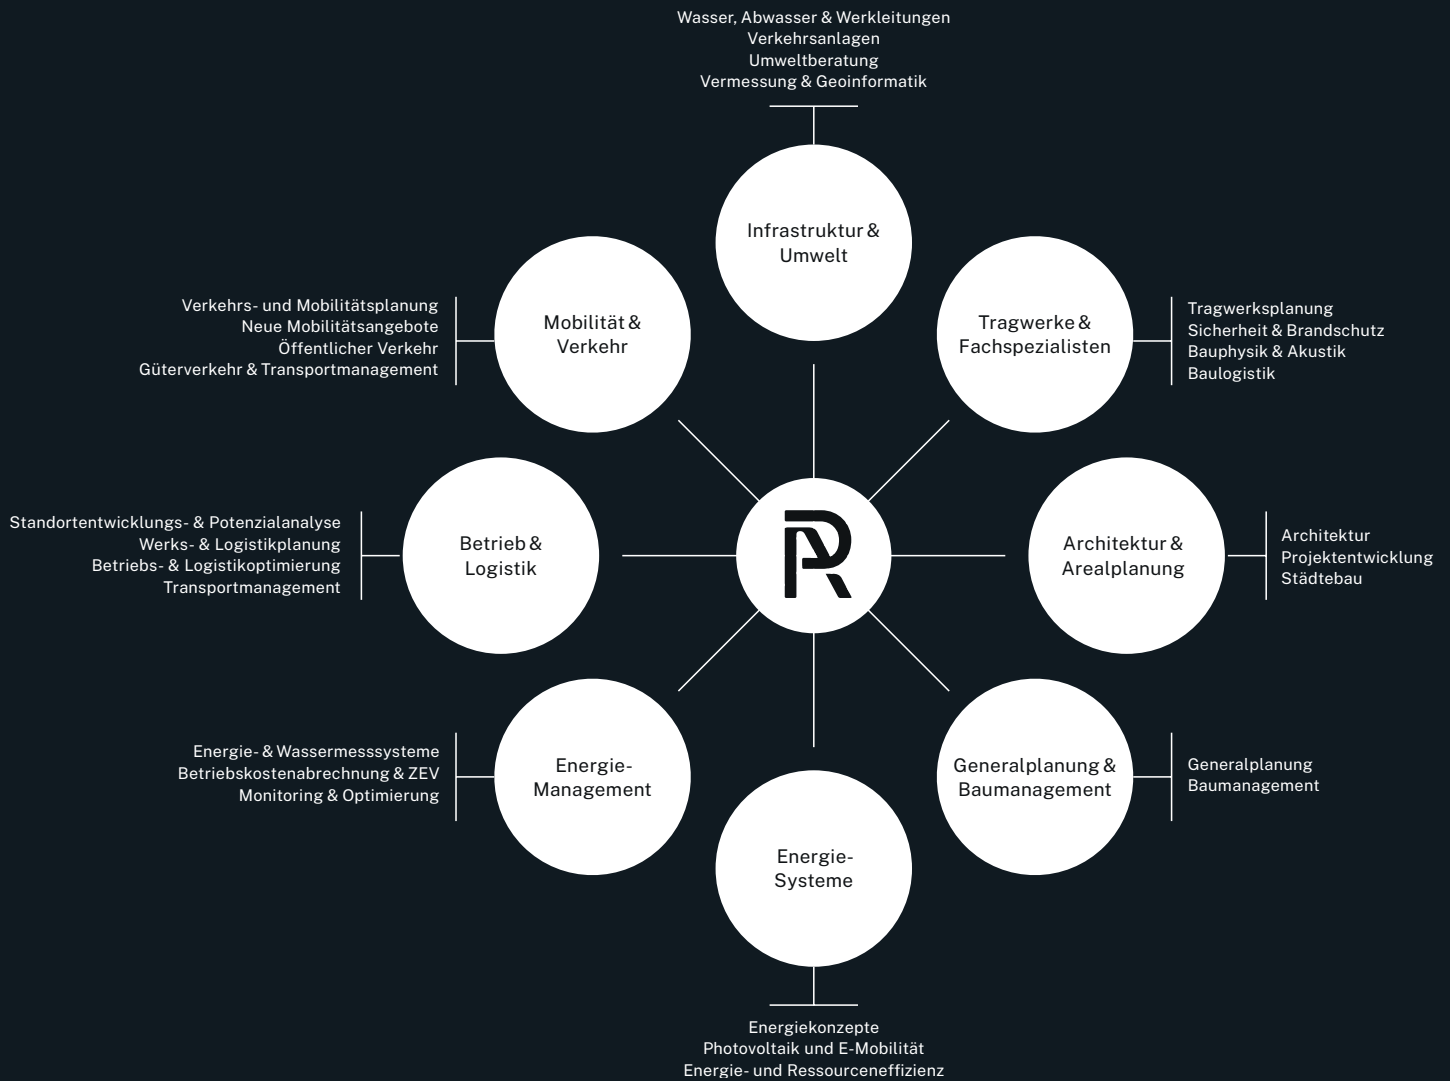 Wasser, Abwasser & Werkleitungen
Verkehrsanlagen
Umweltberatung
Vermessung & Geoinformatik
Infrastruktur &
Umwelt
Verkehrs- und Mobilitätsplanung
Neue Mobilitätsangebote
Öffentlicher Verkehr
Güterverkehr & Transportmanagement
Mobilität &
Verkehr
Tragwerke &
Fachspezialisten
Tragwerksplanung
Sicherheit & Brandschutz
Bauphysik & Akustik
Baulogistik
Standortentwicklungs- & Potenzialanalyse
Werks- & Logistikplanung
Betriebs- & Logistikoptimierung
Transportmanagement
Betrieb &
Logistik
Architektur &
Arealplanung
Architektur
Projektentwicklung
Städtebau
Energie- & Wassermesssysteme
Betriebskostenabrechnung & ZEV
Monitoring & Optimierung
Energie-
Management
Generalplanung &
Baumanagement
Generalplanung
Baumanagement
Energie-
Systeme
Energiekonzepte
Photovoltaik und E-Mobilität
Energie- und Ressourceneffizienz